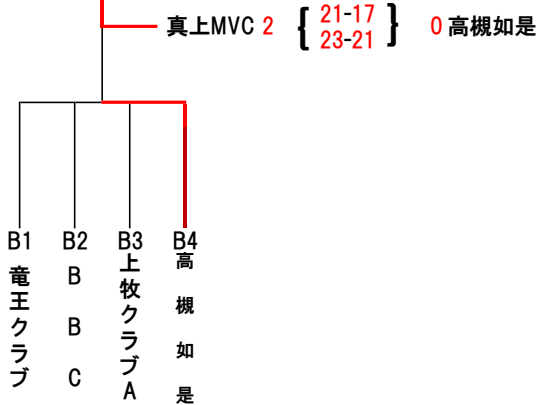 真上MVC 2 { 21-17 23-21 } 0 高槻如是
B1 B2 B3 B4
竜王クラブ
BBC
上牧クラブA
高槻如是